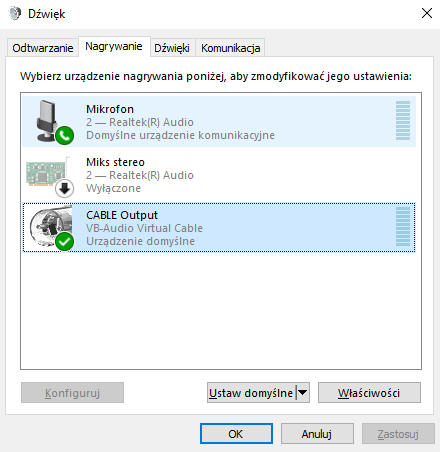 Dźwięk
Odtwarzanie Nagrywanie Dźwięki Komunikacja
Wybierz urządzenie nagrywania poniżej, aby zmodyfikować jego ustawienia:
Mikrofon
2 — Realtek(R) Audio
Domyślne urządzenie komunikacyjne
Miks stereo
2 — Realtek(R) Audio
Wyłączone
CABLE Output
VB-Audio Virtual Cable
Urządzenie domyślne
Konfiguruj Ustaw domyślne Właściwości
OK Anuluj Zastosuj